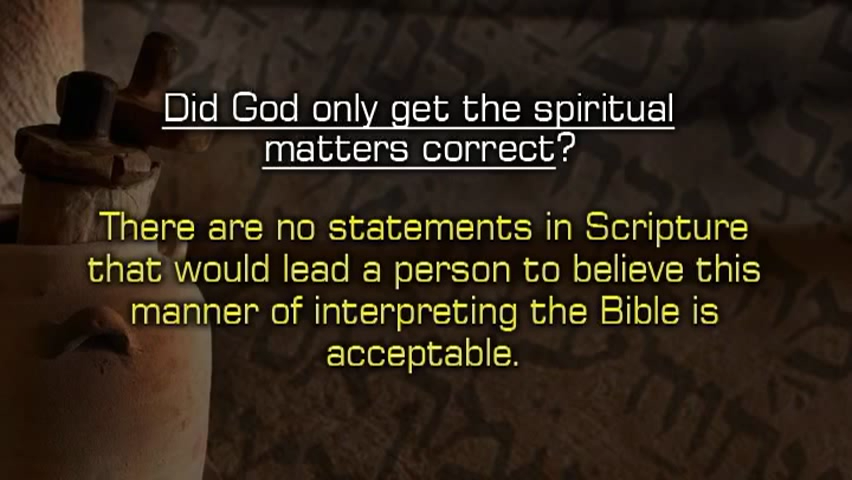 Did God only get the spiritual
matters correct?
There are no statements in Scripture
that would lead a person to believe this
manner of interpreting the Bible is
acceptable.